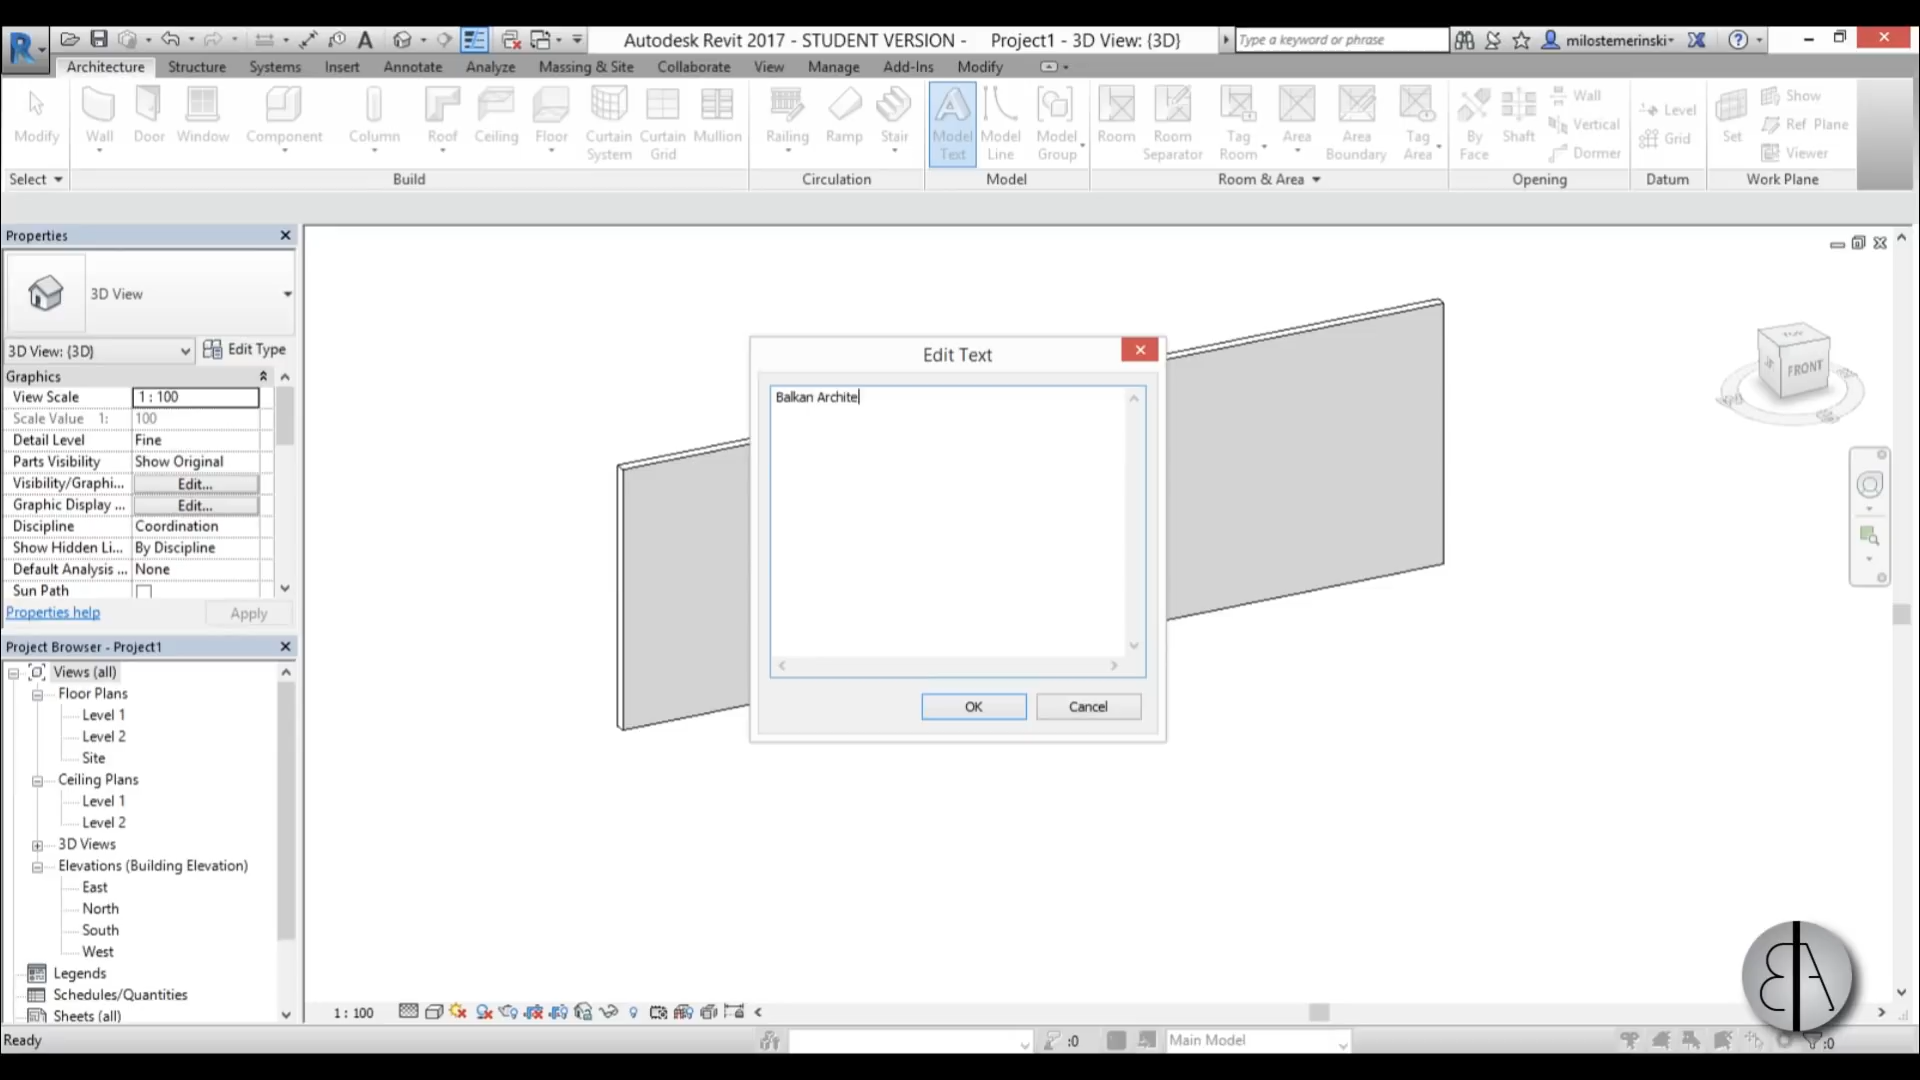 Autodesk Revit 2017 - STUDENT VERSION - Project1 - 3D View: {3D}
Type a keyword or phrase
milostemerinski
Architecture Structure Systems Insert Annotate Analyze Massing & Site Collaborate View Manage Add-Ins Modify
Modify Wall Door Window Component Column Roof Ceiling Floor Curtain System Curtain Grid Mullion Railing Ramp Stair Model Text Model Line Model Group Room Room Separator Tag Room Area Area Boundary Tag Area By Face Shaft Wall Vertical Dormer Level Grid Set Show Ref Plane Viewer
Select Build Circulation Model Room & Area Opening Datum Work Plane
Properties
3D View
3D View: {3D} Edit Type
Graphics
View Scale 1 : 100
Scale Value 1: 100
Detail Level Fine
Parts Visibility Show Original
Visibility/Graphi... Edit...
Graphic Display ... Edit...
Discipline Coordination
Show Hidden Li... By Discipline
Default Analysis ... None
Sun Path
Properties help Apply
Project Browser - Project1
Views (all)
Floor Plans
Level 1
Level 2
Site
Ceiling Plans
Level 1
Level 2
3D Views
Elevations (Building Elevation)
East
North
South
West
Legends
Schedules/Quantities
Sheets (all)
Edit Text
Balkan Archite
OK Cancel
TOP
FRONT
BA
1 : 100
Ready
:0
Main Model
:0